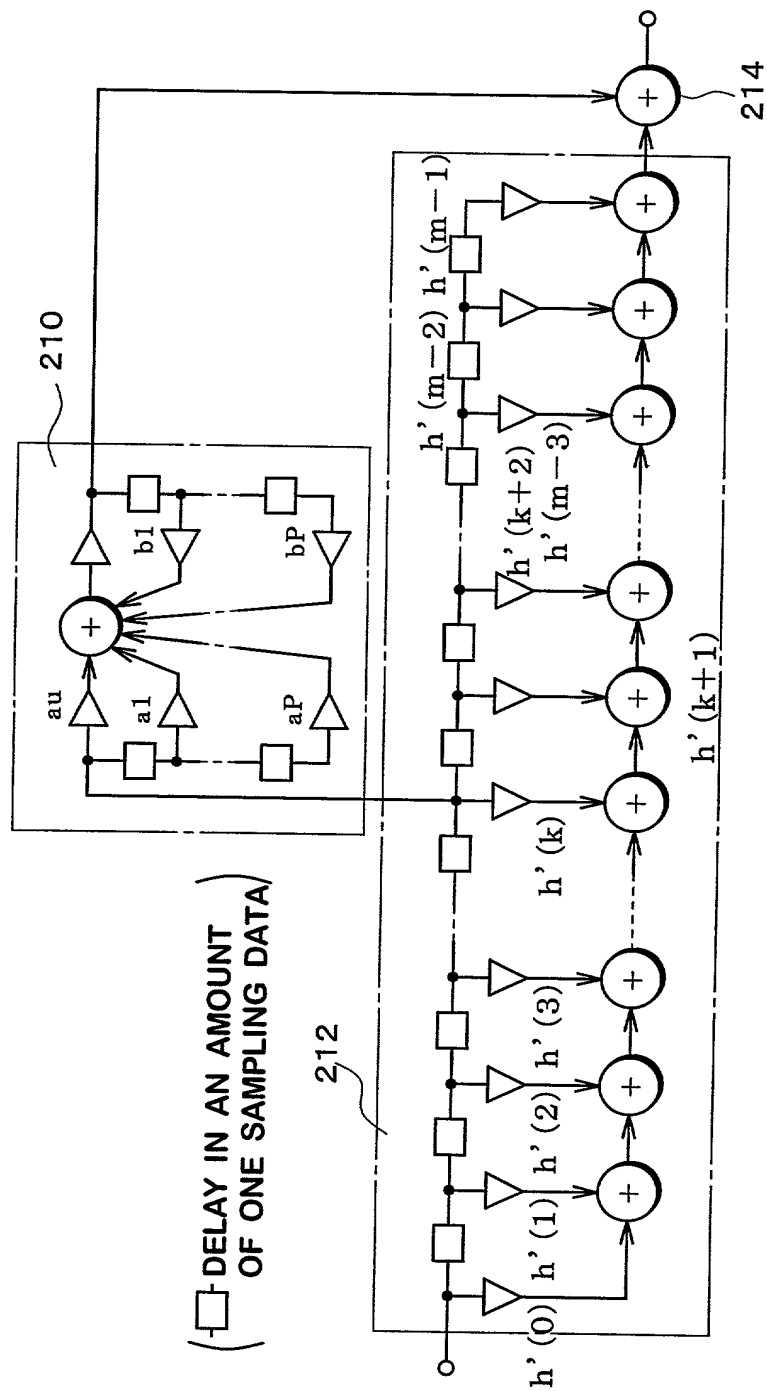 210
au
a1
aP
b1
bP
DELAY IN AN AMOUNT
OF ONE SAMPLING DATA
212
h'(0)
h'(1)
h'(2)
h'(3)
h'(k)
h'(k+1)
h'(k+2)
h'(m-3)
h'(m-2)
h'(m-1)
214
+
+
+
+
+
+
+
+
+
+
+